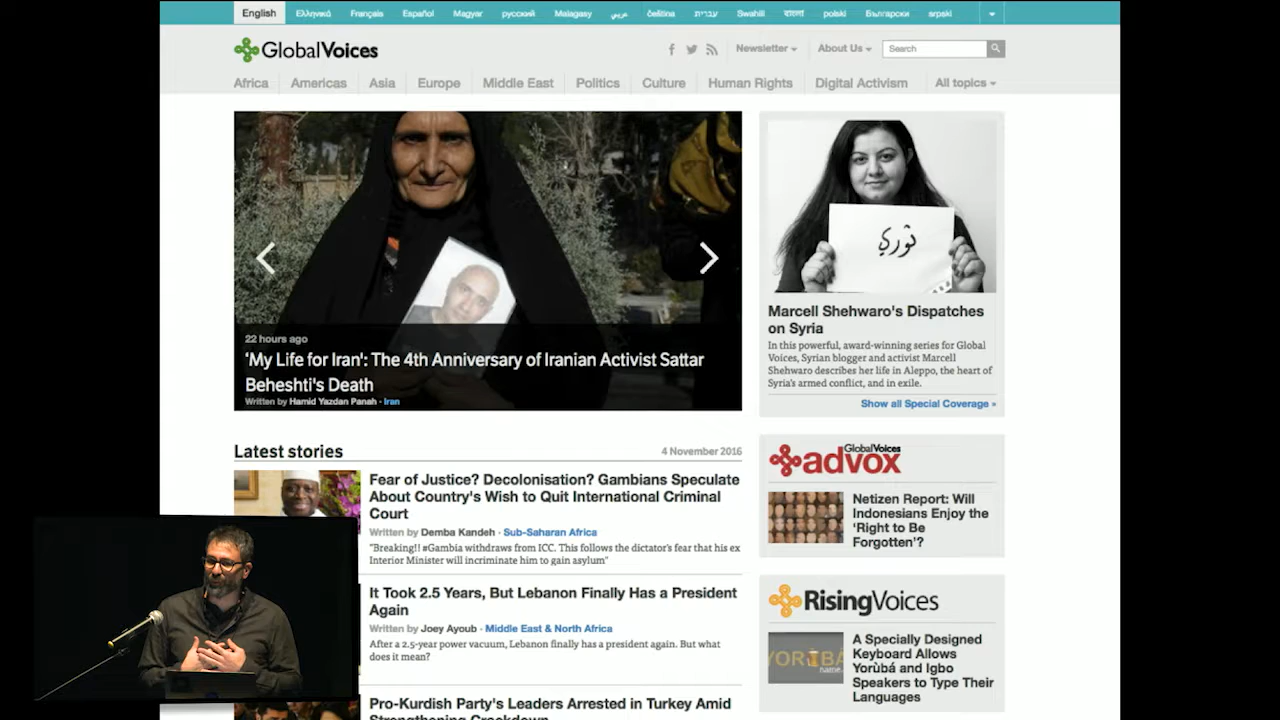 English Ελληνικά Français Español Magyar русский Malagasy عربي čeština עברית Swahili বাংলা polski Български srpski
GlobalVoices
Newsletter
About Us
Search
Africa Americas Asia Europe Middle East Politics Culture Human Rights Digital Activism All topics
22 hours ago
‘My Life for Iran': The 4th Anniversary of Iranian Activist Sattar
Beheshti's Death
Written by Hamid Yazdan Panah · Iran
ثوري
Marcell Shehwaro's Dispatches
on Syria
In this powerful, award-winning series for Global
Voices, Syrian blogger and activist Marcell
Shehwaro describes her life in Aleppo, the heart of
Syria's armed conflict, and in exile.
Show all Special Coverage »
Latest stories
4 November 2016
Fear of Justice? Decolonisation? Gambians Speculate
About Country's Wish to Quit International Criminal
Court
Written by Demba Kandeh · Sub-Saharan Africa
"Breaking!! #Gambia withdraws from ICC. This follows the dictator's fear that his ex
Interior Minister will incriminate him to gain asylum"
It Took 2.5 Years, But Lebanon Finally Has a President
Again
Written by Joey Ayoub · Middle East & North Africa
After a 2.5-year power vacuum, Lebanon finally has a president again. But what
does it mean?
Pro-Kurdish Party's Leaders Arrested in Turkey Amid
Strengthening Crackdown
GlobalVoices
advox
Netizen Report: Will
Indonesians Enjoy the
‘Right to Be
Forgotten’?
RisingVoices
YORÙBÁ
name
A Specially Designed
Keyboard Allows
Yorùbá and Igbo
Speakers to Type Their
Languages